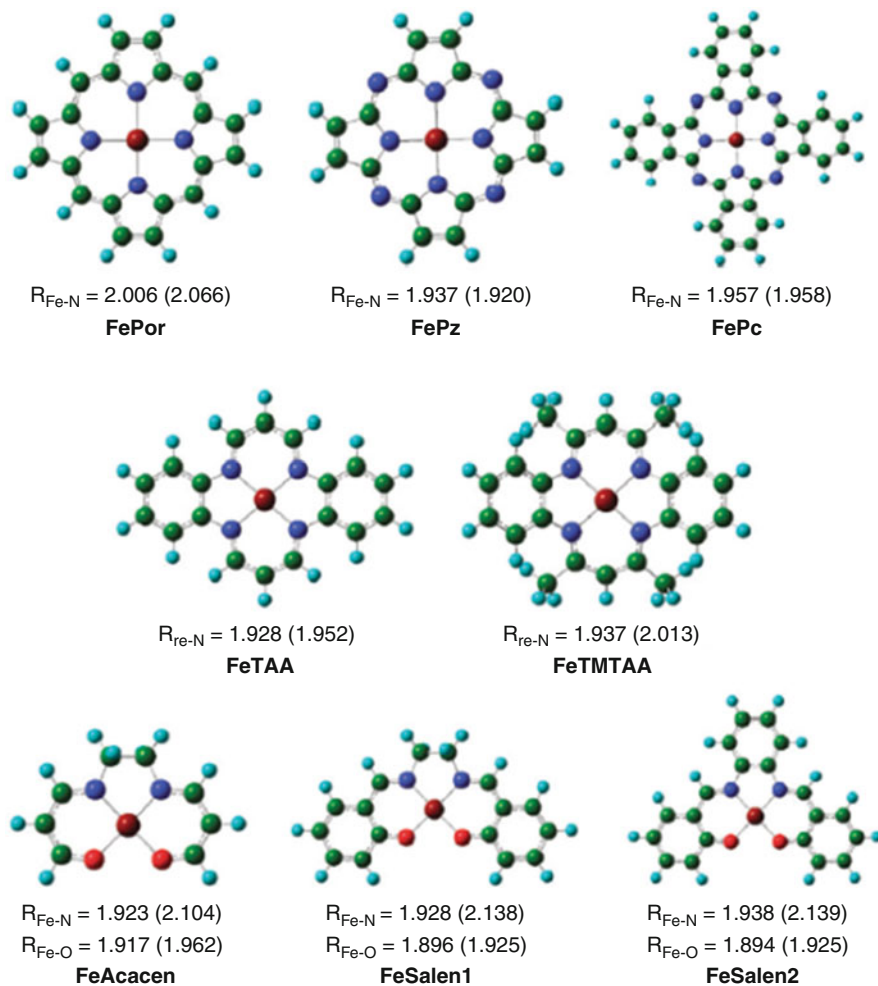 R_Fe-N = 2.006 (2.066) R_Fe-N = 1.937 (1.920) R_Fe-N = 1.957 (1.958)
FePor FePz FePc
R_re-N = 1.928 (1.952) R_re-N = 1.937 (2.013)
FeTAA FeTMTAA
R_Fe-N = 1.923 (2.104) R_Fe-N = 1.928 (2.138) R_Fe-N = 1.938 (2.139)
R_Fe-O = 1.917 (1.962) R_Fe-O = 1.896 (1.925) R_Fe-O = 1.894 (1.925)
FeAcacen FeSalen1 FeSalen2